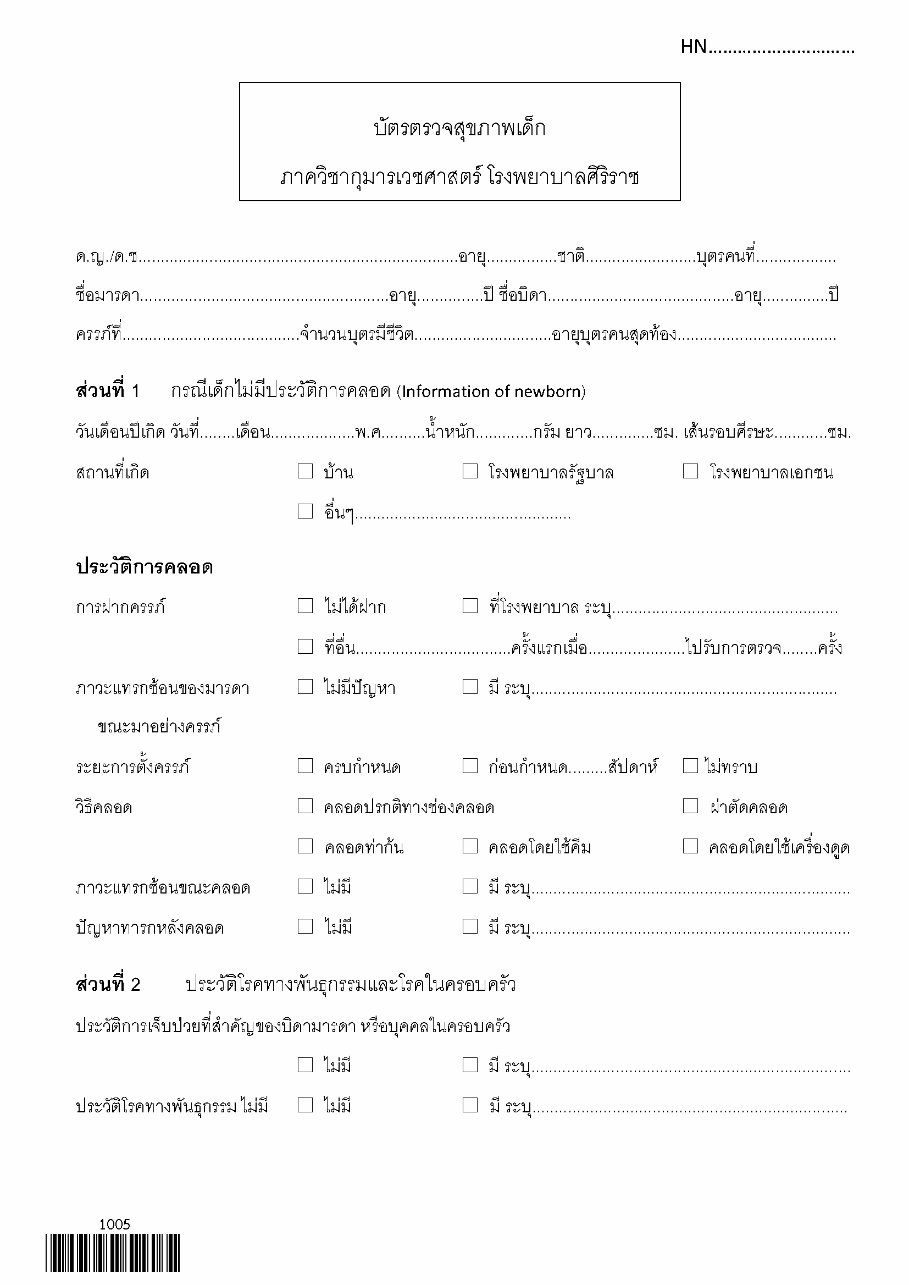 HN..............................
บัตรตรวจสุขภาพเด็ก
ภาควิชากุมารเวชศาสตร์ โรงพยาบาลศิริราช
ด.ญ./ด.ช........................................................................อายุ................ชาติ.........................บุตรคนที่..................
ชื่อมารดา........................................................อายุ...............ปี ชื่อบิดา..........................................อายุ...............ปี
ครรภ์ที่........................................จำนวนบุตรมีชีวิต...............................อายุบุตรคนสุดท้อง....................................
ส่วนที่ 1 กรณีเด็กไม่มีประวัติการคลอด (Information of newborn)
วันเดือนปีเกิด วันที่........เดือน...................พ.ศ..........น้ำหนัก.............กรัม ยาว..............ซม. เส้นรอบศีรษะ............ซม.
สถานที่เกิด ☐ บ้าน ☐ โรงพยาบาลรัฐบาล ☐ โรงพยาบาลเอกชน
☐ อื่นๆ.................................................
ประวัติการคลอด
การฝากครรภ์ ☐ ไม่ได้ฝาก ☐ ที่โรงพยาบาล ระบุ...................................................
☐ ที่อื่น...................................ครั้งแรกเมื่อ......................ไปรับการตรวจ........ครั้ง
ภาวะแทรกซ้อนของมารดา ☐ ไม่มีปัญหา ☐ มี ระบุ.....................................................................
ขณะมาอย่างครรภ์
ระยะการตั้งครรภ์ ☐ ครบกำหนด ☐ ก่อนกำหนด.........สัปดาห์ ☐ ไม่ทราบ
วิธีคลอด ☐ คลอดปรกติทางช่องคลอด ☐ ผ่าตัดคลอด
☐ คลอดท่าก้น ☐ คลอดโดยใช้คีม ☐ คลอดโดยใช้เครื่องดูด
ภาวะแทรกซ้อนขณะคลอด ☐ ไม่มี ☐ มี ระบุ........................................................................
ปัญหาทารกหลังคลอด ☐ ไม่มี ☐ มี ระบุ........................................................................
ส่วนที่ 2 ประวัติโรคทางพันธุกรรมและโรคในครอบครัว
ประวัติการเจ็บป่วยที่สำคัญของบิดามารดา หรือบุคคลในครอบครัว
☐ ไม่มี ☐ มี ระบุ........................................................................
ประวัติโรคทางพันธุกรรม ไม่มี ☐ ไม่มี ☐ มี ระบุ.......................................................................
1005